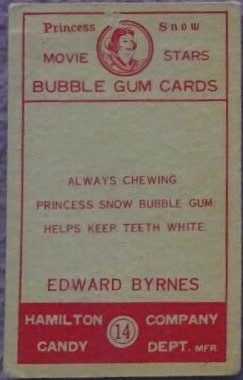 Princess Snow
MOVIE STARS
BUBBLE GUM CARDS
ALWAYS CHEWING
PRINCESS SNOW BUBBLE GUM:
HELPS KEEP TEETH WHITE.
EDWARD BYRNES
HAMILTON 14 COMPANY
CANDY DEPT. MFR.